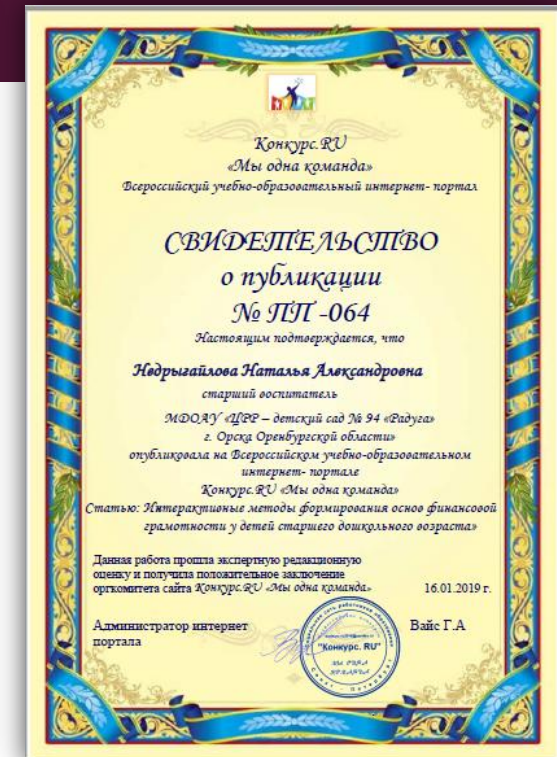 Конкурс.RU
«Мы одна команда»
Всероссийский учебно-образовательный интернет- портал
СВИДЕТЕЛЬСТВО
о публикации
№ ПП -064
Настоящим подтверждается, что
Недрыгайлова Наталья Александровна
старший воспитатель
МДОАУ «ЦРР – детский сад № 94 «Радуга»
г. Орска Оренбургской области»
опубликовала на Всероссийском учебно-образовательном
интернет- портале
Конкурс.RU «Мы одна команда»
Статью: Интерактивные методы формирования основ финансовой
грамотности у детей старшего дошкольного возраста»
Данная работа прошла экспертную редакционную
оценку и получила положительное заключение
оргкомитета сайта Конкурс.RU «Мы одна команда» 16.01.2019 г.
Администратор интернет Вайс Г.А
портала
"Конкурс. RU"
МЫ ОДНА
КОМАНДА